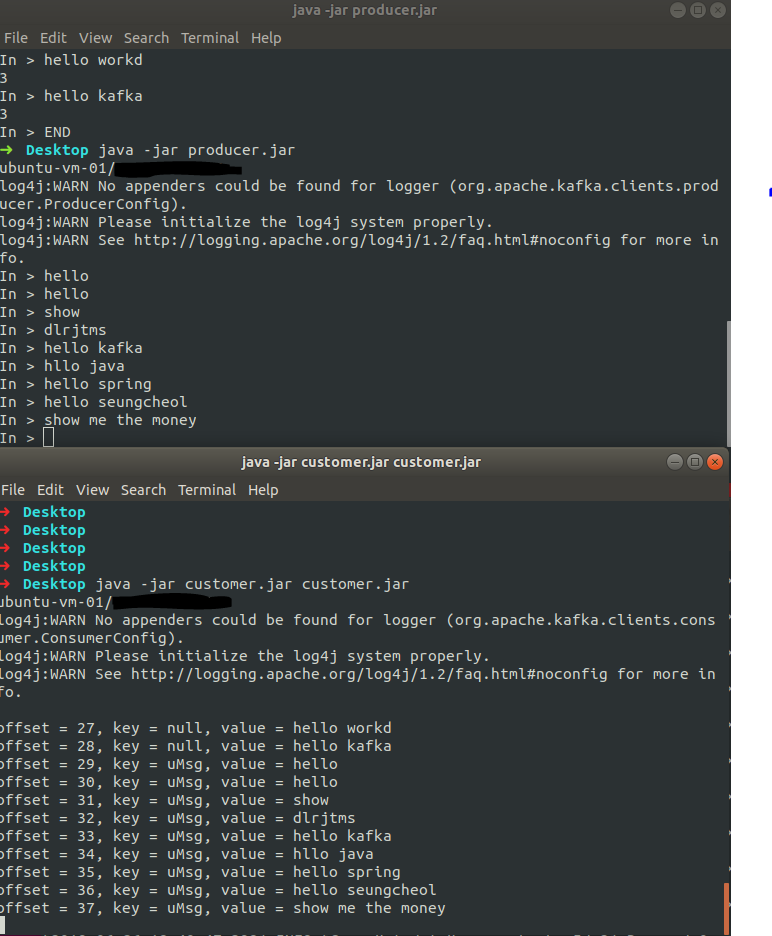 java -jar producer.jar
File Edit View Search Terminal Help
In > hello workd
3
In > hello kafka
3
In > END
→ Desktop java -jar producer.jar
ubuntu-vm-01/
log4j:WARN No appenders could be found for logger (org.apache.kafka.clients.prod
ucer.ProducerConfig).
log4j:WARN Please initialize the log4j system properly.
log4j:WARN See http://logging.apache.org/log4j/1.2/faq.html#noconfig for more in
fo.
In > hello
In > hello
In > show
In > dlrjtms
In > hello kafka
In > hllo java
In > hello spring
In > hello seungcheol
In > show me the money
In >
java -jar customer.jar customer.jar
File Edit View Search Terminal Help
→ Desktop
→ Desktop
→ Desktop
→ Desktop
→ Desktop java -jar customer.jar customer.jar
ubuntu-vm-01/
log4j:WARN No appenders could be found for logger (org.apache.kafka.clients.cons
umer.ConsumerConfig).
log4j:WARN Please initialize the log4j system properly.
log4j:WARN See http://logging.apache.org/log4j/1.2/faq.html#noconfig for more in
fo.
offset = 27, key = null, value = hello workd
offset = 28, key = null, value = hello kafka
offset = 29, key = uMsg, value = hello
offset = 30, key = uMsg, value = hello
offset = 31, key = uMsg, value = show
offset = 32, key = uMsg, value = dlrjtms
offset = 33, key = uMsg, value = hello kafka
offset = 34, key = uMsg, value = hllo java
offset = 35, key = uMsg, value = hello spring
offset = 36, key = uMsg, value = hello seungcheol
offset = 37, key = uMsg, value = show me the money